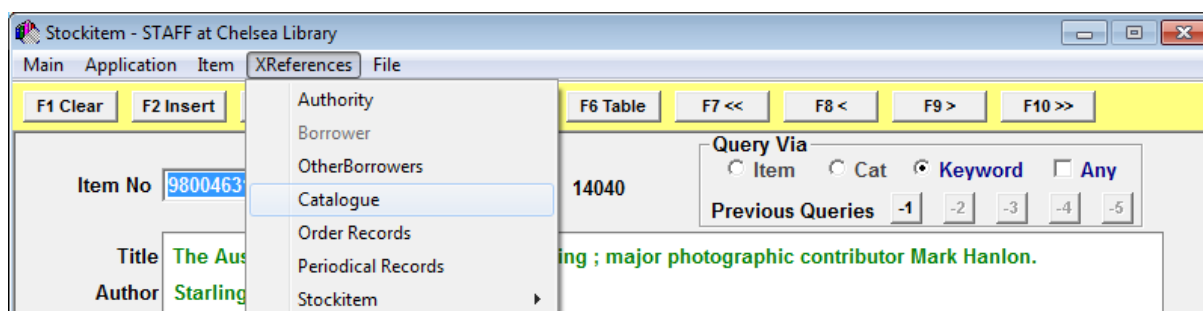 Stockitem - STAFF at Chelsea Library
Main Application Item XReferences File
F1 Clear F2 Insert F6 Table F7 << F8 < F9 > F10 >>
Authority
Borrower
OtherBorrowers
Catalogue
Order Records
Periodical Records
Stockitem
Query Via
Item Cat Keyword Any
Previous Queries -1 -2 -3 -4 -5
Item No 9800463 14040
Title The Aus ing ; major photographic contributor Mark Hanlon.
Author Starling